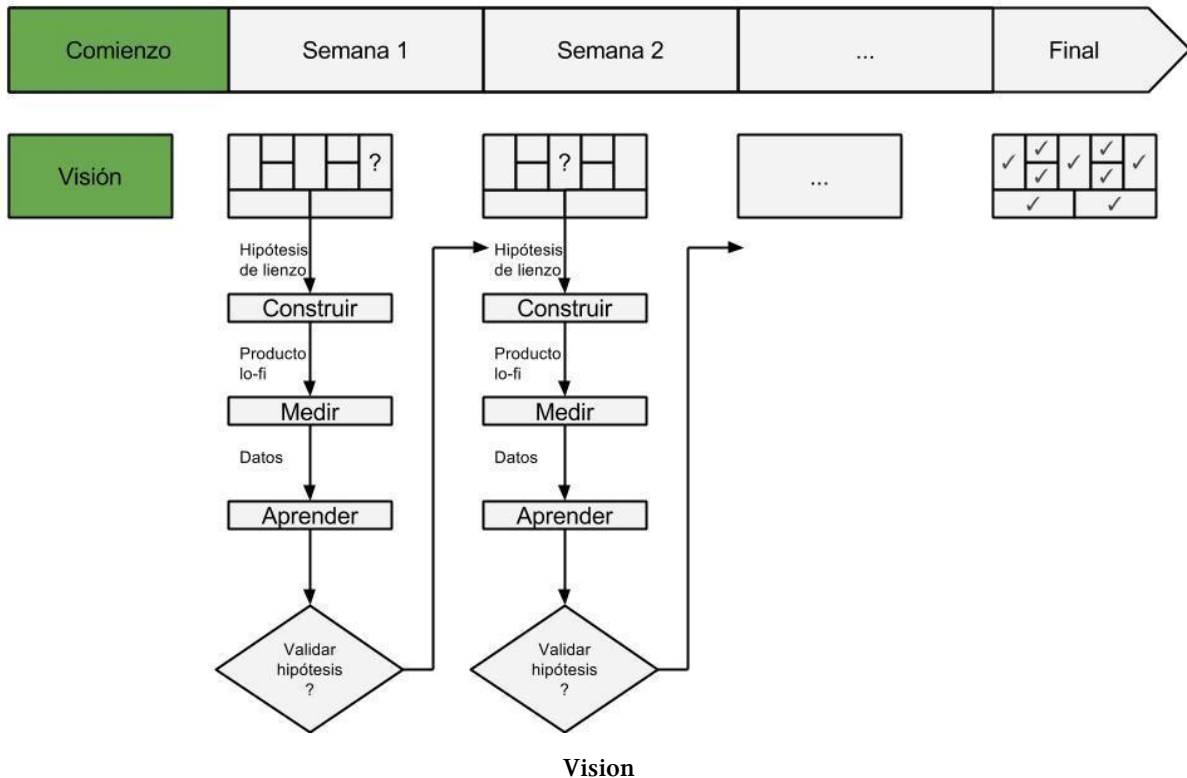 Comienzo
Semana 1
Semana 2
...
Final
Visión
?
?
...
✓ ✓ ✓ ✓ ✓
✓ ✓
✓ ✓
Hipótesis
de lienzo
Construir
Producto
lo-fi
Medir
Datos
Aprender
Validar
hipótesis
?
Hipótesis
de lienzo
Construir
Producto
lo-fi
Medir
Datos
Aprender
Validar
hipótesis
?
Vision